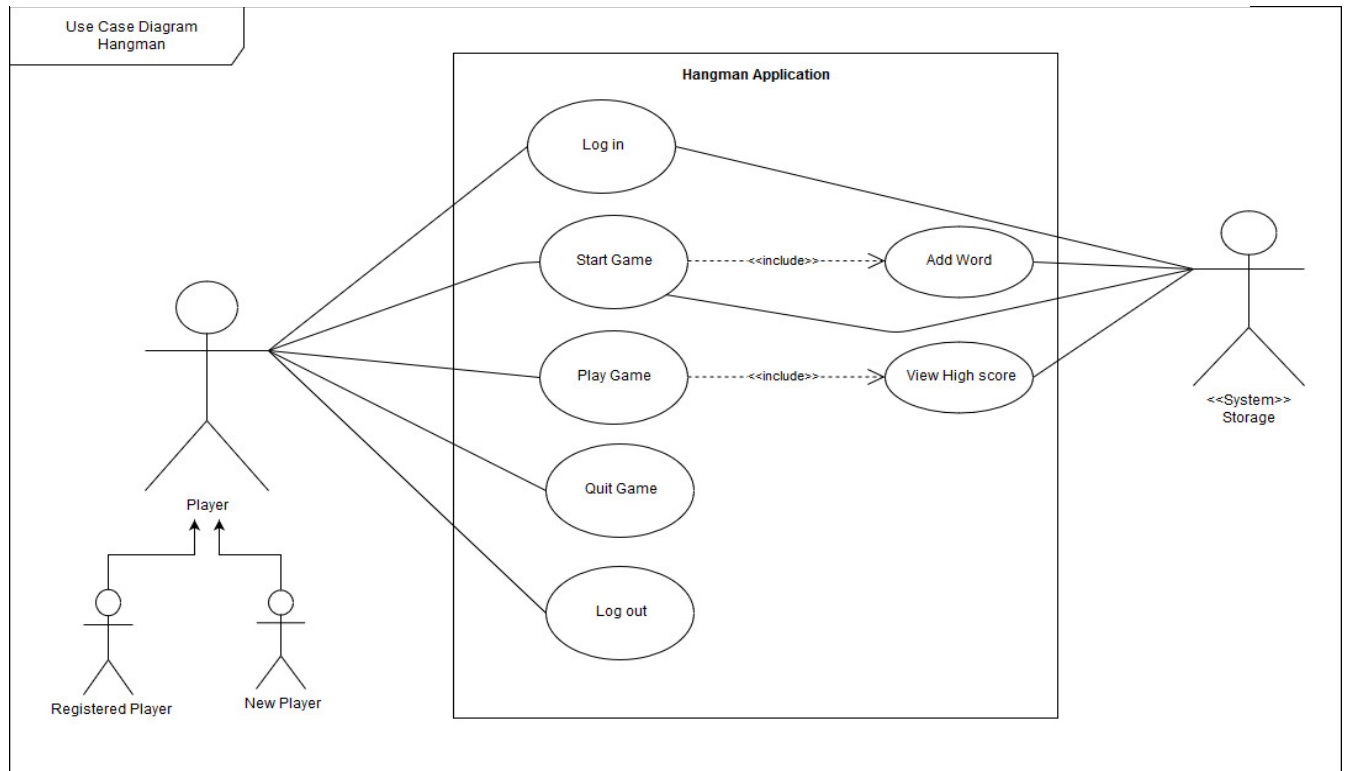 Use Case Diagram
Hangman
Hangman Application
Log in
Start Game
<<include>>
Add Word
Play Game
<<include>>
View High score
<<System>>
Storage
Quit Game
Player
Log out
Registered Player
New Player